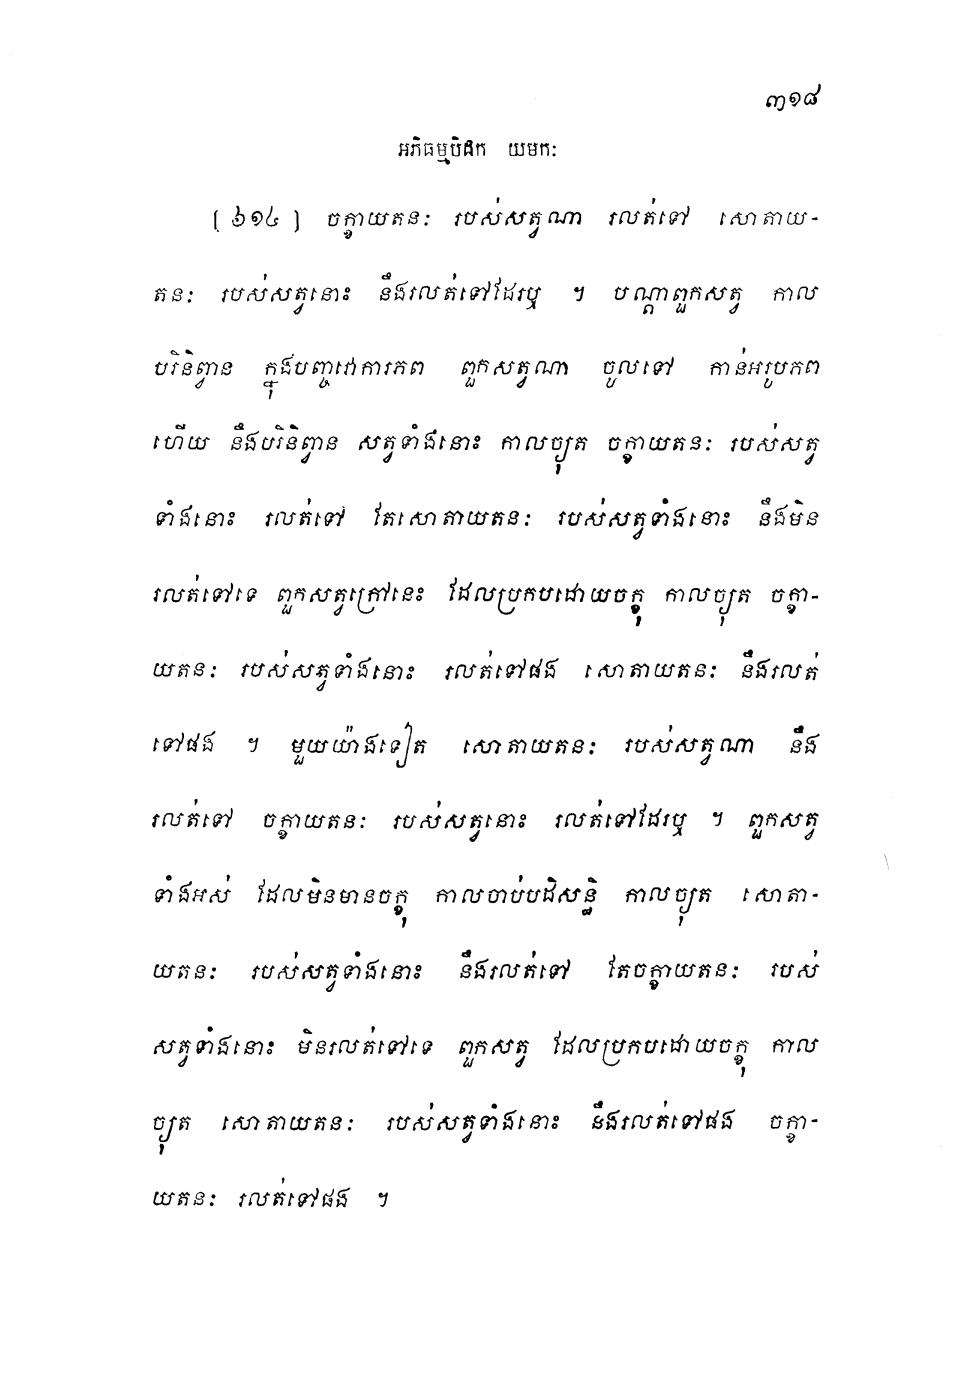 ៣១៨
អភិធម្មបិដក យមកៈ
[ ៦១៤ ] ចក្ខាយតនៈ របស់សត្វណា រលត់ទៅ សោតាយ-
តនៈ របស់សត្វនោះ នឹងរលត់ទៅដែរឬ ។ បណ្តាពួកសត្វ កាល
បរិនិព្វាន ក្នុងបញ្ចវោការភព ពួកសត្វណា ចូលទៅ កាន់អរូបភព
ហើយ នឹងបរិនិព្វាន សត្វទាំងនោះ កាលច្យុត ចក្ខាយតនៈ របស់សត្វ
ទាំងនោះ រលត់ទៅ តែសោតាយតនៈ របស់សត្វទាំងនោះ នឹងមិន
រលត់ទៅទេ ពួកសត្វក្រៅនេះ ដែលប្រកបដោយចក្ខុ កាលច្យុត ចក្ខា-
យតនៈ របស់សត្វទាំងនោះ រលត់ទៅផង សោតាយតនៈ នឹងរលត់
ទៅផង ។ មួយយ៉ាងទៀត សោតាយតនៈ របស់សត្វណា នឹង
រលត់ទៅ ចក្ខាយតនៈ របស់សត្វនោះ រលត់ទៅដែរឬ ។ ពួកសត្វ
ទាំងអស់ ដែលមិនមានចក្ខុ កាលចាប់បដិសន្ធិ កាលច្យុត សោតា-
យតនៈ របស់សត្វទាំងនោះ នឹងរលត់ទៅ តែចក្ខាយតនៈ របស់
សត្វទាំងនោះ មិនរលត់ទៅទេ ពួកសត្វ ដែលប្រកបដោយចក្ខុ កាល
ច្យុត សោតាយតនៈ របស់សត្វទាំងនោះ នឹងរលត់ទៅផង ចក្ខា-
យតនៈ រលត់ទៅផង ។